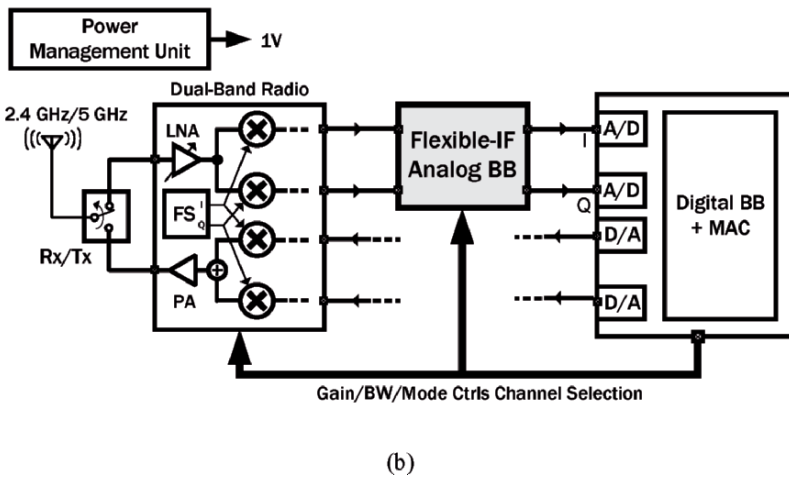 Power
Management Unit
1V
Dual-Band Radio
2.4 GHz/5 GHz
LNA
FS
I
Q
Rx/Tx
PA
Flexible-IF
Analog BB
I
Q
A/D
A/D
D/A
D/A
Digital BB
+ MAC
Gain/BW/Mode Ctrls Channel Selection
(b)